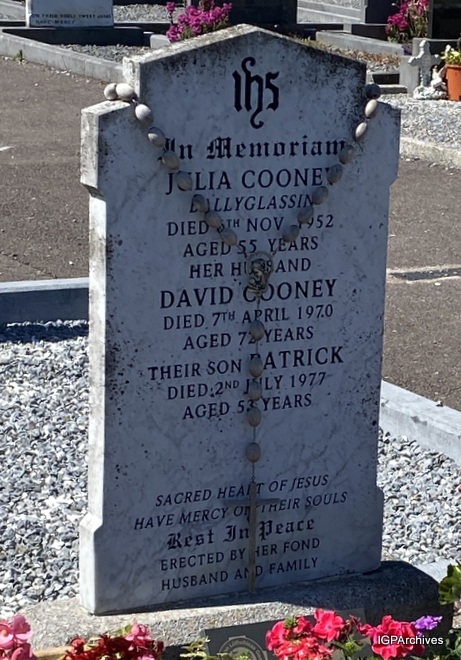 IHS
In Memoriam
JULIA COONEY
BALLYGLASSIN
DIED TH NOV. 1952
AGED 55 YEARS
HER HUSBAND
DAVID COONEY
DIED 7TH APRIL 1970
AGED 72 YEARS
THEIR SON PATRICK
DIED 2ND JULY 1977
AGED 53 YEARS
SACRED HEART OF JESUS
HAVE MERCY ON THEIR SOULS
Rest In Peace
ERECTED BY HER FOND
HUSBAND AND FAMILY
IGPArchives